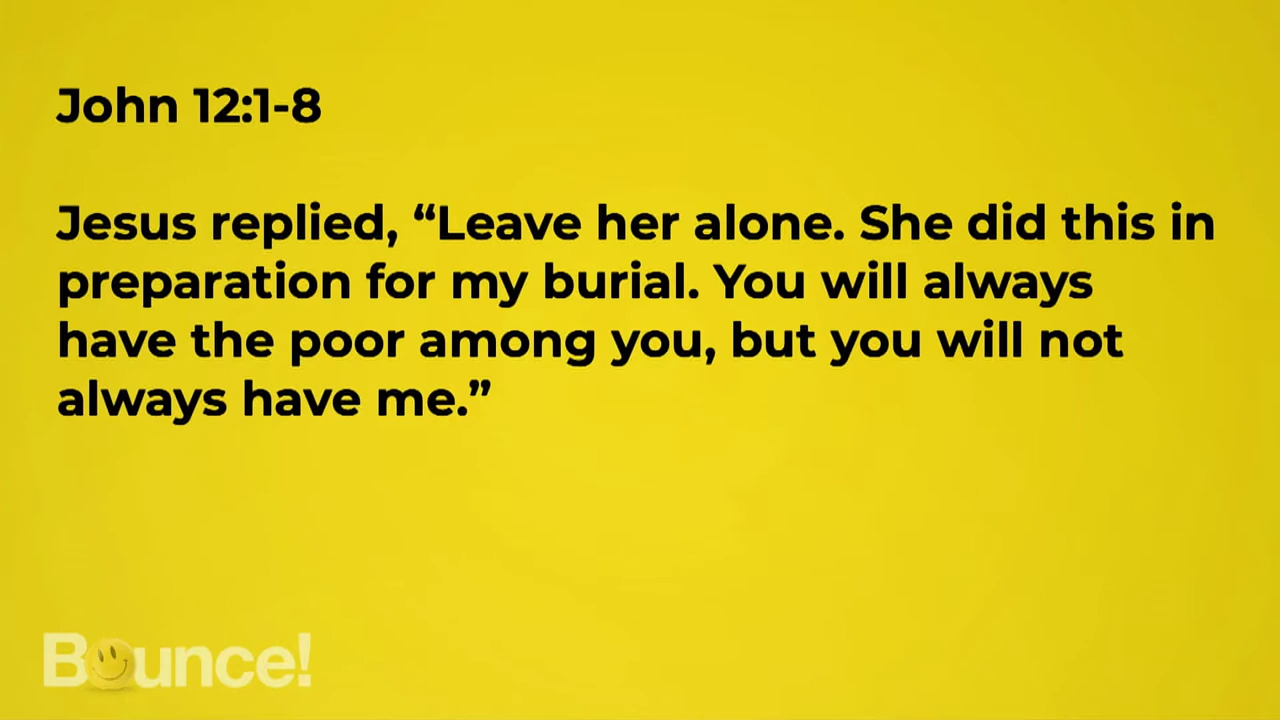 John 12:1-8
Jesus replied, “Leave her alone. She did this in
preparation for my burial. You will always
have the poor among you, but you will not
always have me.”
Bounce!